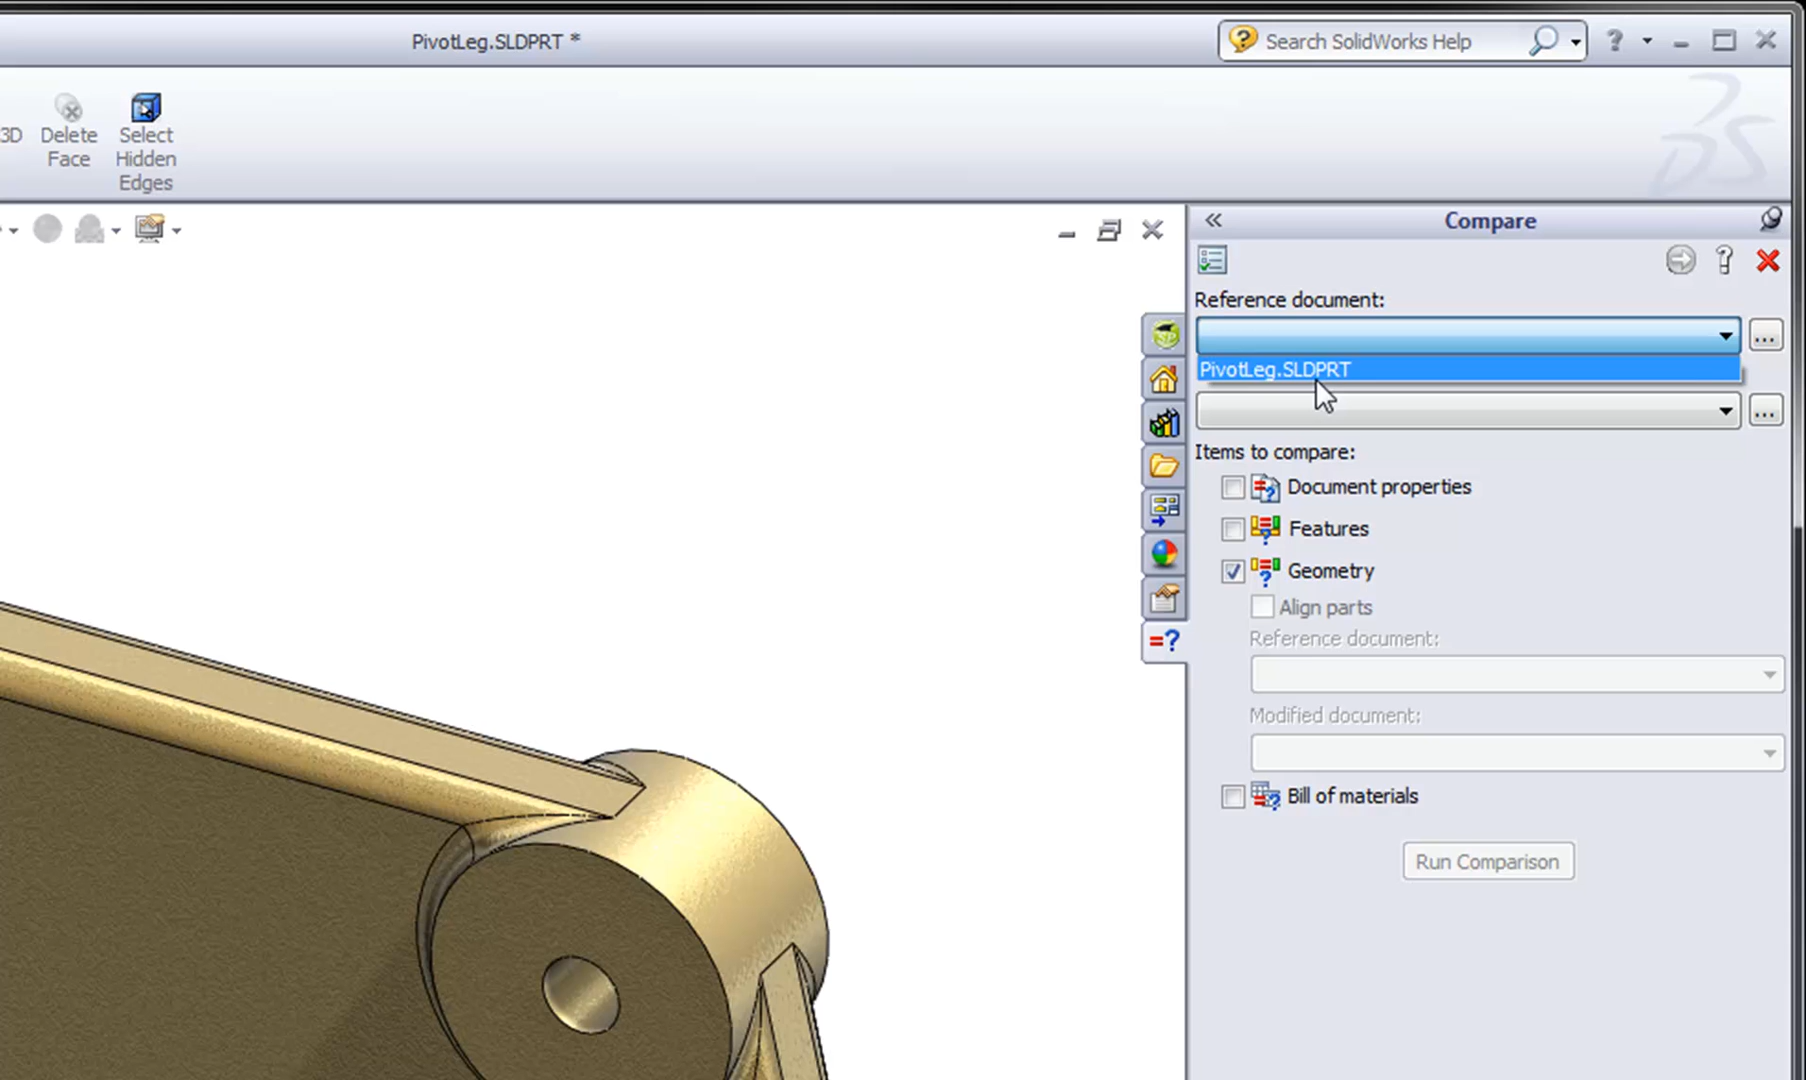 PivotLeg.SLDPRT *
Search SolidWorks Help
3D
Delete
Face
Select
Hidden
Edges
Compare
Reference document:
PivotLeg.SLDPRT
Items to compare:
Document properties
Features
Geometry
Align parts
Reference document:
Modified document:
Bill of materials
Run Comparison